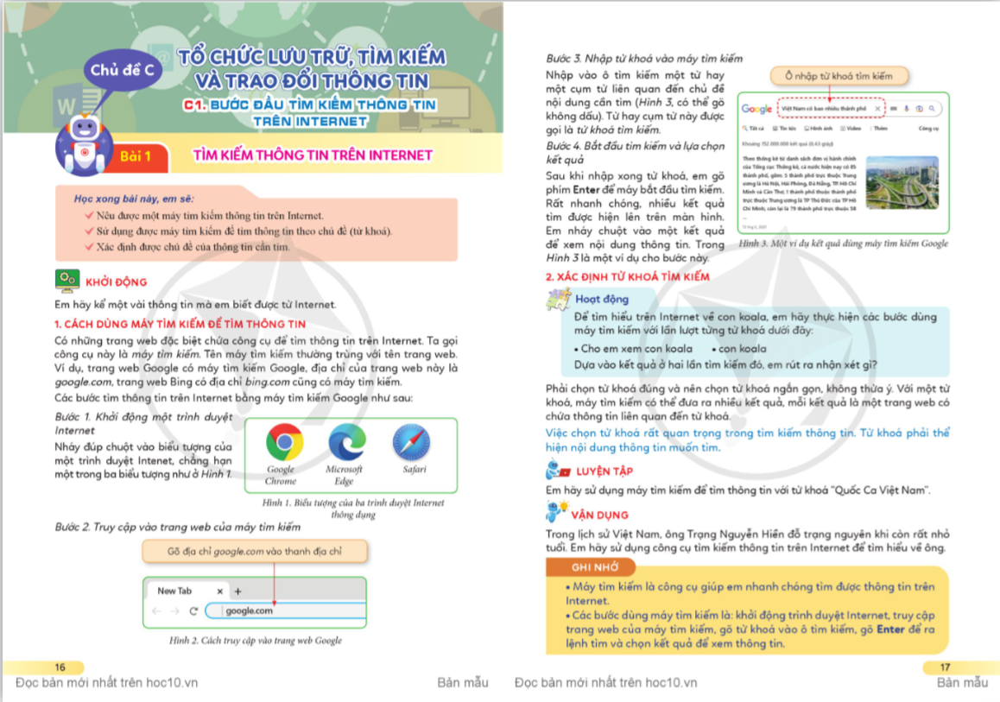 Chủ đề C
TỔ CHỨC LƯU TRỮ, TÌM KIẾM
VÀ TRAO ĐỔI THÔNG TIN
C1. BƯỚC ĐẦU TÌM KIẾM THÔNG TIN
TRÊN INTERNET
Bài 1
TÌM KIẾM THÔNG TIN TRÊN INTERNET
Học xong bài này, em sẽ:
✓ Nêu được một máy tìm kiếm thông tin trên Internet.
✓ Sử dụng được máy tìm kiếm để tìm thông tin theo chủ đề (từ khoá).
✓ Xác định được chủ đề của thông tin cần tìm.
KHỞI ĐỘNG
Em hãy kể một vài thông tin mà em biết được từ Internet.
1. CÁCH DÙNG MÁY TÌM KIẾM ĐỂ TÌM THÔNG TIN
Có những trang web đặc biệt chứa công cụ để tìm thông tin trên Internet. Ta gọi
công cụ này là máy tìm kiếm. Tên máy tìm kiếm thường trùng với tên trang web.
Ví dụ, trang web Google có máy tìm kiếm Google, địa chỉ của trang web này là
google.com, trang web Bing có địa chỉ bing.com cũng có máy tìm kiếm.
Các bước tìm thông tin trên Internet bằng máy tìm kiếm Google như sau:
Bước 1. Khởi động một trình duyệt
Internet
Nháy đúp chuột vào biểu tượng của
một trình duyệt Intenet, chẳng hạn
một trong ba biểu tượng như ở Hình 1.
Google
Chrome
Microsoft
Edge
Safari
Hình 1. Biểu tượng của ba trình duyệt Internet
thông dụng
Bước 2. Truy cập vào trang web của máy tìm kiếm
Gõ địa chỉ google.com vào thanh địa chỉ
New Tab × +
google.com
Hình 2. Cách truy cập vào trang web Google
16
Đọc bản mới nhất trên hoc10.vn
Bản mẫu
Bước 3. Nhập từ khoá vào máy tìm kiếm
Nhập vào ô tìm kiếm một từ hay
một cụm từ liên quan đến chủ đề
nội dung cần tìm (Hình 3, có thể gõ
không dấu). Từ hay cụm từ này được
gọi là từ khoá tìm kiếm.
Bước 4. Bắt đầu tìm kiếm và lựa chọn
kết quả
Sau khi nhập xong từ khoá, em gõ
phím Enter để máy bắt đầu tìm kiếm.
Rất nhanh chóng, nhiều kết quả
tìm được hiện lên trên màn hình.
Em nháy chuột vào một kết quả
để xem nội dung thông tin. Trong
Hình 3 là một ví dụ cho bước này.
Ô nhập từ khoá tìm kiếm
Google Việt Nam có bao nhiêu thành phố ×
Tất cả Tin tức Hình ảnh Video Thêm Công cụ
Khoảng 152.000.000 kết quả (0,63 giây)
Theo thống kê từ danh sách đơn vị hành chính
của Tổng cục Thống kê, cả nước hiện nay có 85
thành phố, gồm: 5 thành phố trực thuộc Trung
ương là Hà Nội, Hải Phòng, Đà Nẵng, TP. Hồ Chí
Minh và Cần Thơ; 1 thành phố thuộc thành phố
trực thuộc Trung ương là TP Thủ Đức của TP Hồ
Chí Minh; còn lại là 79 thành phố trực thuộc 58
...
Hình 3. Một ví dụ kết quả dùng máy tìm kiếm Google
2. XÁC ĐỊNH TỪ KHOÁ TÌM KIẾM
Hoạt động
Để tìm hiểu trên Internet về con koala, em hãy thực hiện các bước dùng
máy tìm kiếm với lần lượt từng từ khoá dưới đây:
• Cho em xem con koala • con koala
Dựa vào kết quả ở hai lần tìm kiếm đó, em rút ra nhận xét gì?
Phải chọn từ khoá đúng và nên chọn từ khoá ngắn gọn, không thừa ý. Với một từ
khoá, máy tìm kiếm có thể đưa ra nhiều kết quả, mỗi kết quả là một trang web có
chứa thông tin liên quan đến từ khoá.
Việc chọn từ khoá rất quan trọng trong tìm kiếm thông tin. Từ khoá phải thể
hiện nội dung thông tin muốn tìm.
LUYỆN TẬP
Em hãy sử dụng máy tìm kiếm để tìm thông tin với từ khoá "Quốc Ca Việt Nam".
VẬN DỤNG
Trong lịch sử Việt Nam, ông Trạng Nguyễn Hiền đỗ trạng nguyên khi còn rất nhỏ
tuổi. Em hãy sử dụng công cụ tìm kiếm thông tin trên Internet để tìm hiểu về ông.
GHI NHỚ
• Máy tìm kiếm là công cụ giúp em nhanh chóng tìm được thông tin trên
Internet.
• Các bước dùng máy tìm kiếm là: khởi động trình duyệt Internet, truy cập
trang web của máy tìm kiếm, gõ từ khoá vào ô tìm kiếm, gõ Enter để ra
lệnh tìm và chọn kết quả để xem thông tin.
17
Đọc bản mới nhất trên hoc10.vn
Bản mẫu